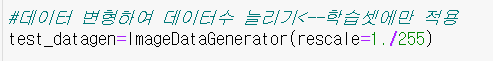 #데이터 변형하여 데이터수 늘리기<--학습셋에만 적용
test_datagen=ImageDataGenerator(rescale=1./255)